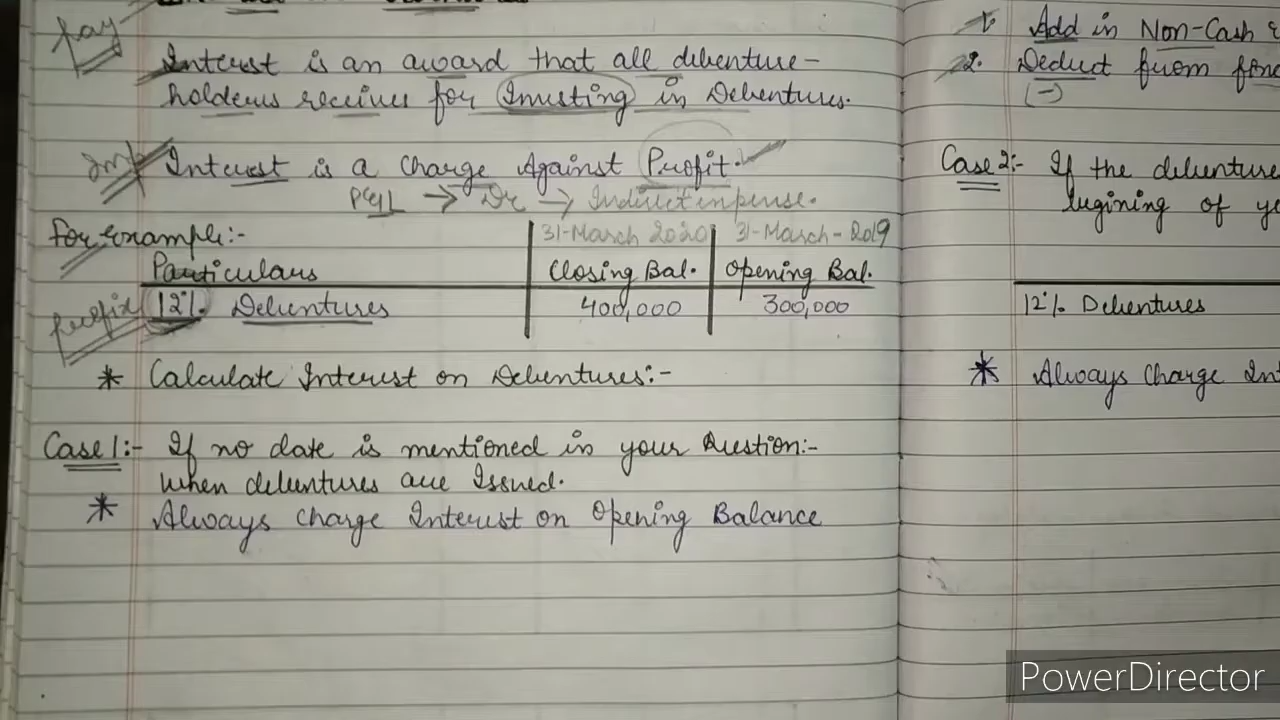 Pay
Interest is an award that all debenture-
holders receives for Investing in Debentures.
Imp Interest is a Charge Against Profit.
P&L → Dr → Indirect expense.
For example:-
31-March 2020 31-March-2019
Particulars Closing Bal. Opening Bal.
Profit 12% Debentures 400,000 300,000
* Calculate Interest on Debentures:-
Case 1:- If no date is mentioned in your Question:-
when debentures are Issued.
* Always Charge Interest on Opening Balance
1. Add in Non-Cash
2. Deduct from
(-)
Case 2:- If the debenture
begining of
12% Debentures
* Always Charge
PowerDirector